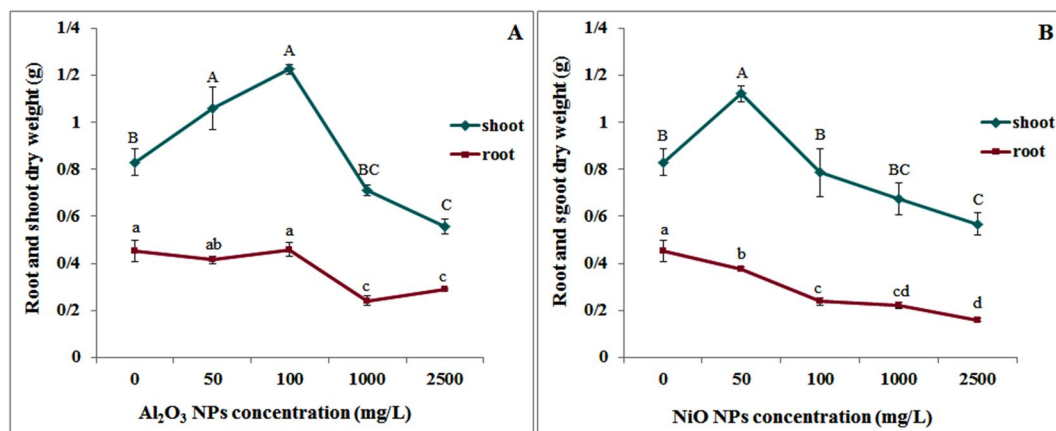 A
Root and shoot dry weight (g)
1/4
1/2
1
0/8
0/6
0/4
0/2
0
B
A
A
BC
C
a
ab
a
c
c
shoot
root
0 50 100 1000 2500
Al₂O₃ NPs concentration (mg/L)
B
Root and sgoot dry weight (g)
1/4
1/2
1
0/8
0/6
0/4
0/2
0
B
A
B
BC
C
a
b
c
cd
d
shoot
root
0 50 100 1000 2500
NiO NPs concentration (mg/L)